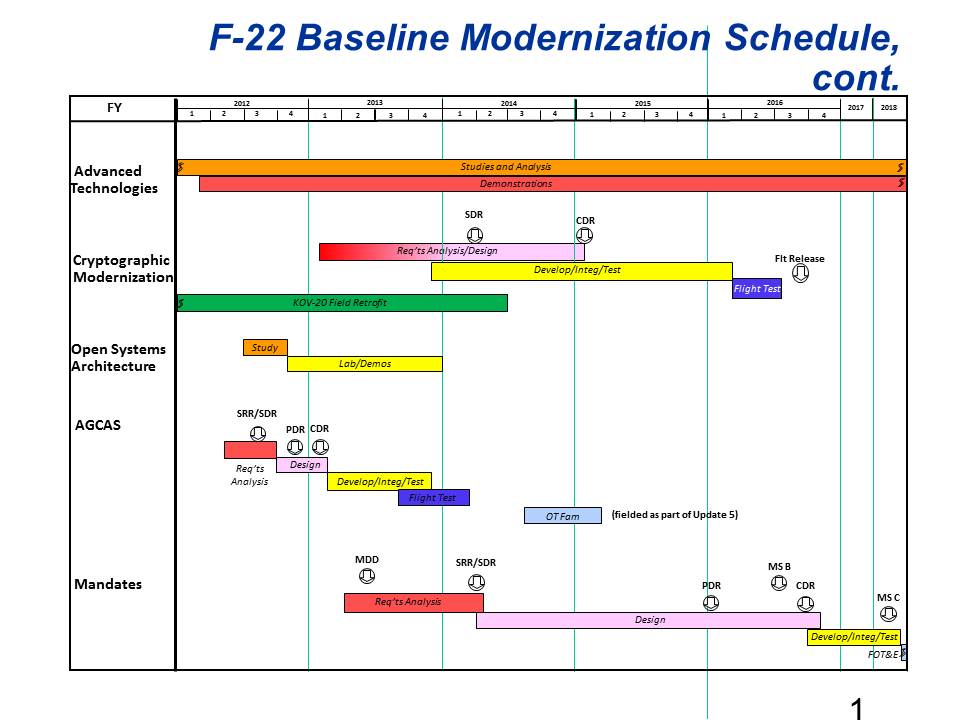 F-22 Baseline Modernization Schedule,
cont.
FY
2012 2013 2014 2015 2016 2017 2018
1 2 3 4 1 2 3 4 1 2 3 4 1 2 3 4 1 2 3 4
Advanced
Technologies
Studies and Analysis
Demonstrations
Cryptographic
Modernization
SDR
CDR
Req'ts Analysis/Design
Develop/Integ/Test
Flt Release
Flight Test
KOV-20 Field Retrofit
Open Systems
Architecture
Study
Lab/Demos
AGCAS
SRR/SDR
PDR CDR
Req'ts
Analysis
Design
Develop/Integ/Test
Flight Test
OT Fam
(fielded as part of Update 5)
Mandates
MDD
SRR/SDR
Req'ts Analysis
PDR
MS B
CDR
MS C
Design
Develop/Integ/Test
FOT&E
1